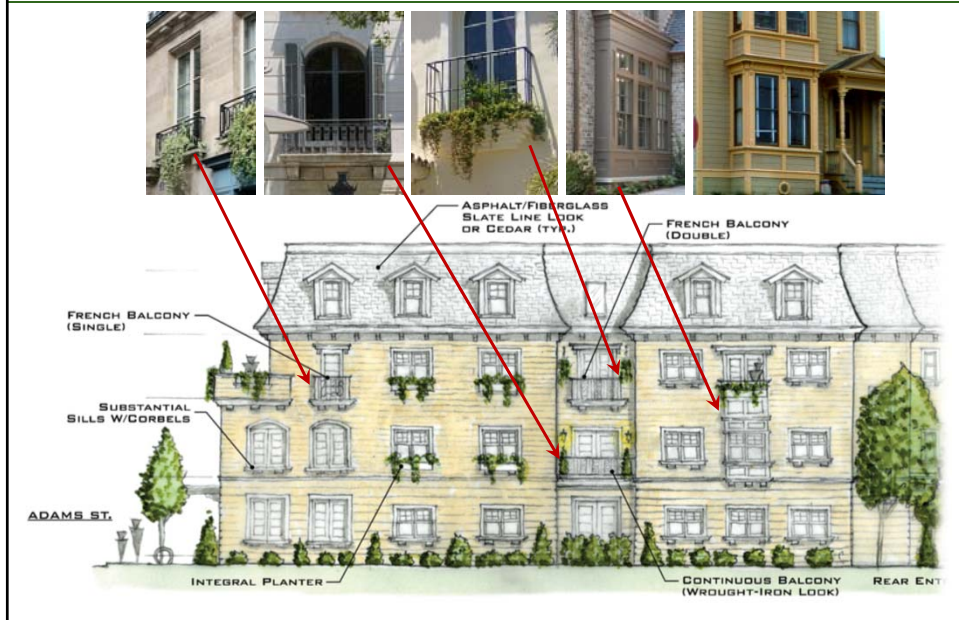 ASPHALT/FIBERGLASS
SLATE LINE LOOK
OR CEDAR (TYP.)
FRENCH BALCONY
(DOUBLE)
FRENCH BALCONY
(SINGLE)
SUBSTANTIAL
SILLS W/CORBELS
ADAMS ST.
INTEGRAL PLANTER
CONTINUOUS BALCONY
(WROUGHT-IRON LOOK)
REAR ENT